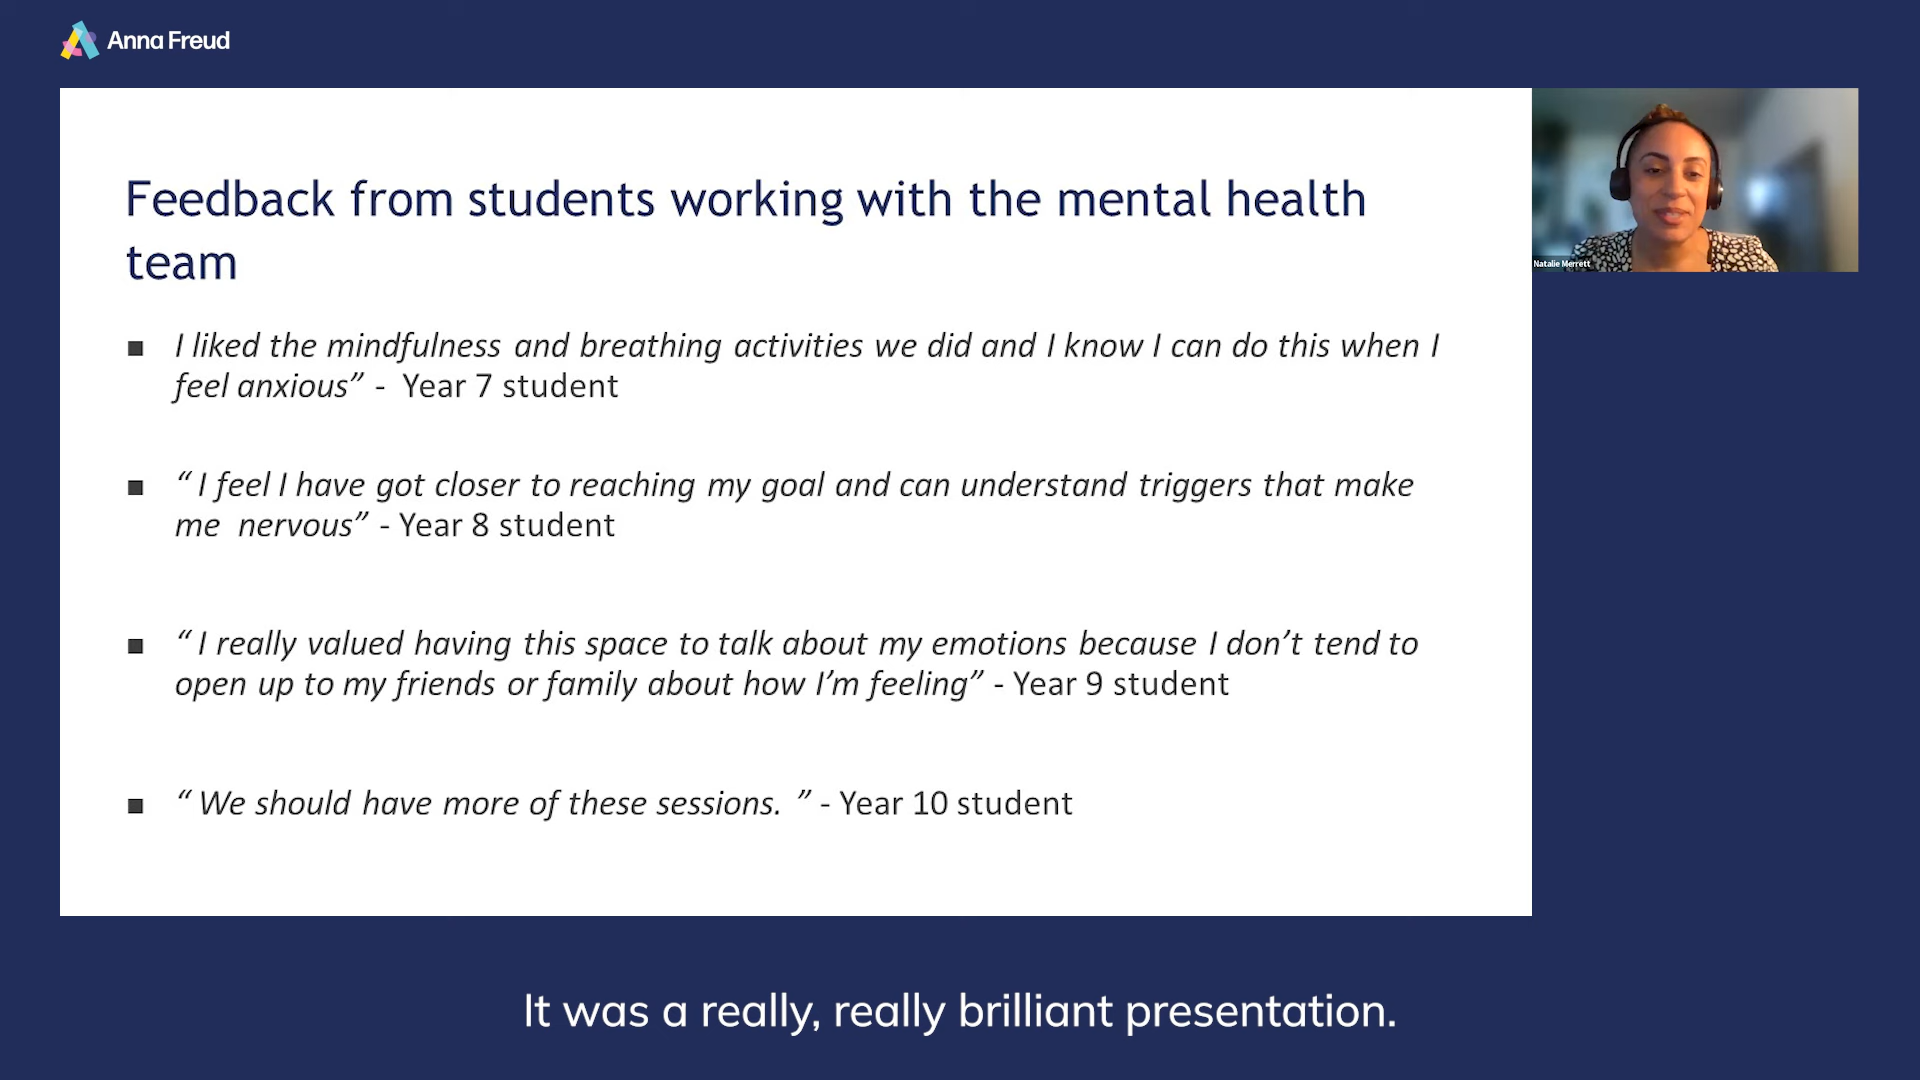 Anna Freud
Feedback from students working with the mental health
team
Natalie Merrett
■ I liked the mindfulness and breathing activities we did and I know I can do this when I
feel anxious” - Year 7 student
■ “ I feel I have got closer to reaching my goal and can understand triggers that make
me nervous” - Year 8 student
■ “ I really valued having this space to talk about my emotions because I don’t tend to
open up to my friends or family about how I’m feeling” - Year 9 student
■ “ We should have more of these sessions. ” - Year 10 student
It was a really, really brilliant presentation.